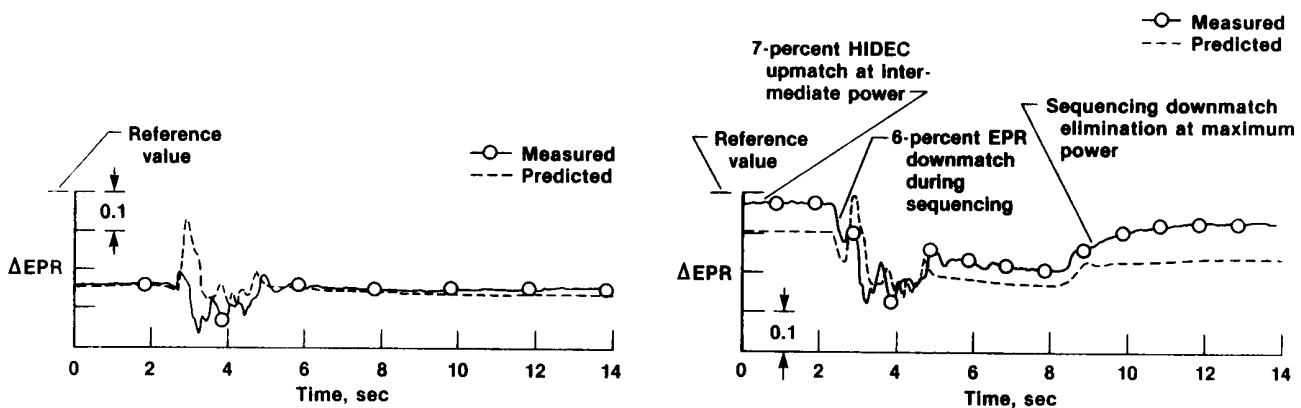 Reference
value
Measured
Predicted
0.1
ΔEPR
0 2 4 6 8 10 12 14
Time, sec
Measured
Predicted
7-percent HIDEC
upmatch at inter-
mediate power
Reference
value
6-percent EPR
downmatch
during
sequencing
Sequencing downmatch
elimination at maximum
power
ΔEPR
0.1
0 2 4 6 8 10 12 14
Time, sec